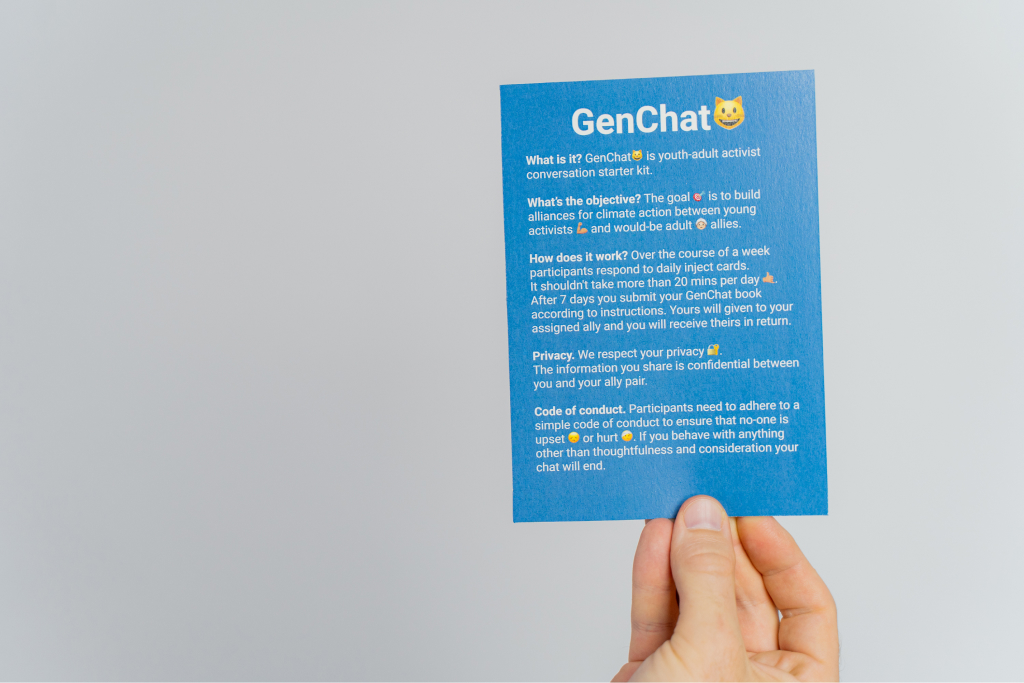 GenChat😺
What is it? GenChat😺 is youth-adult activist
conversation starter kit.
What's the objective? The goal 🎯 is to build
alliances for climate action between young
activists 💪 and would-be adult 🧓 allies.
How does it work? Over the course of a week
participants respond to daily inject cards.
It shouldn't take more than 20 mins per day 🤙.
After 7 days you submit your GenChat book
according to instructions. Yours will given to your
assigned ally and you will receive theirs in return.
Privacy. We respect your privacy 🔐.
The information you share is confidential between
you and your ally pair.
Code of conduct. Participants need to adhere to a
simple code of conduct to ensure that no-one is
upset 😞 or hurt 🤕. If you behave with anything
other than thoughtfulness and consideration your
chat will end.